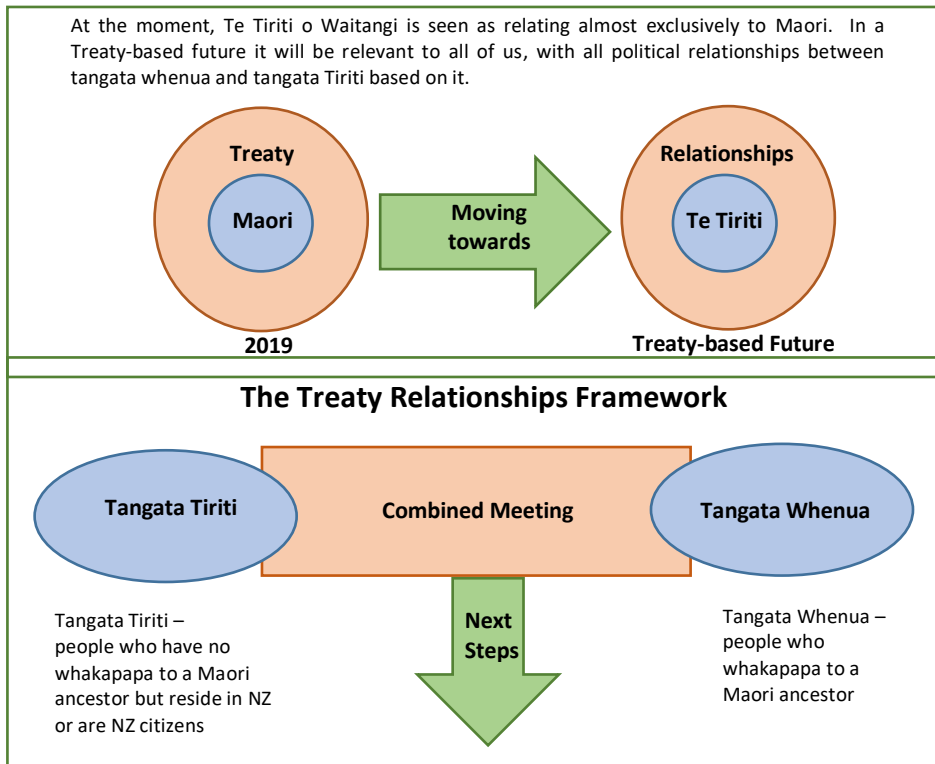 At the moment, Te Tiriti o Waitangi is seen as relating almost exclusively to Maori. In a
Treaty-based future it will be relevant to all of us, with all political relationships between
tangata whenua and tangata Tiriti based on it.
Treaty
Maori
2019
Moving
towards
Relationships
Te Tiriti
Treaty-based Future
The Treaty Relationships Framework
Tangata Tiriti
Combined Meeting
Tangata Whenua
Tangata Tiriti –
people who have no
whakapapa to a Maori
ancestor but reside in NZ
or are NZ citizens
Next
Steps
Tangata Whenua –
people who
whakapapa to a
Maori ancestor